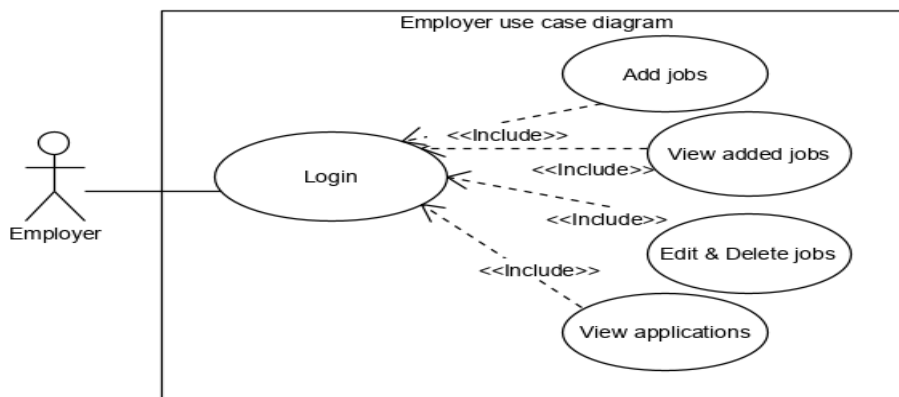 Employer use case diagram
Add jobs
<<Include>>
View added jobs
<<Include>>
Login
<<Include>>
Employer
Edit & Delete jobs
<<Include>>
View applications